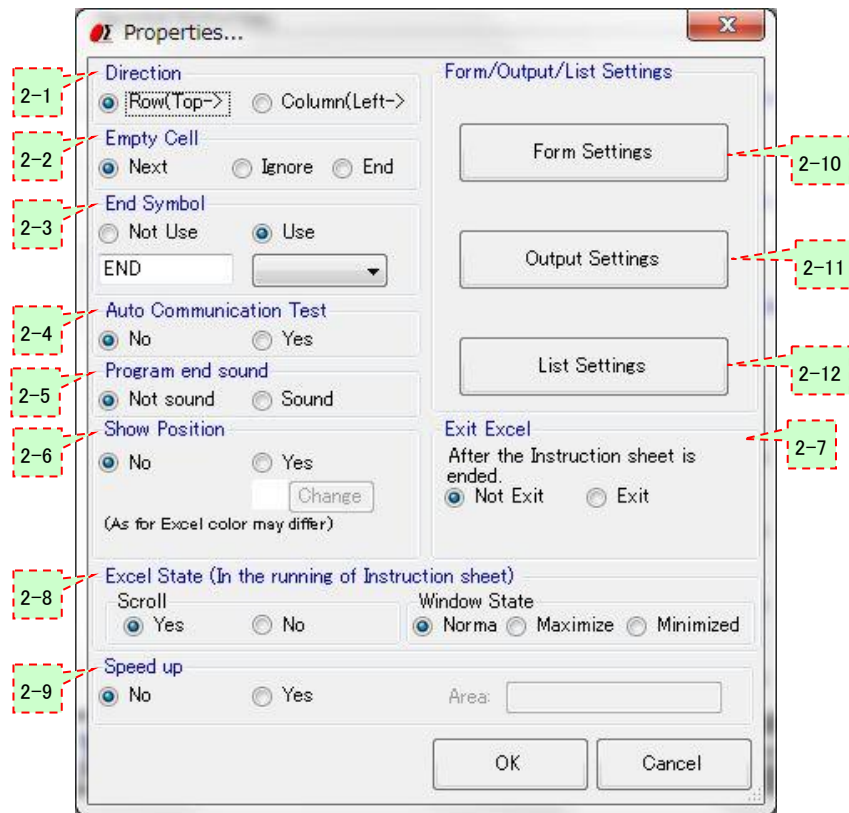 Properties...
2-1
Direction
Row(Top->
Column(Left->
2-2
Empty Cell
Next
Ignore
End
2-3
End Symbol
Not Use
Use
END
2-4
Auto Communication Test
No
Yes
2-5
Program end sound
Not sound
Sound
2-6
Show Position
No
Yes
Change
(As for Excel color may differ)
Form/Output/List Settings
Form Settings
2-10
Output Settings
2-11
List Settings
2-12
Exit Excel
2-7
After the Instruction sheet is
ended.
Not Exit
Exit
2-8
Excel State (In the running of Instruction sheet)
Scroll
Yes
No
Window State
Norma
Maximize
Minimized
2-9
Speed up
No
Yes
Area:
OK
Cancel